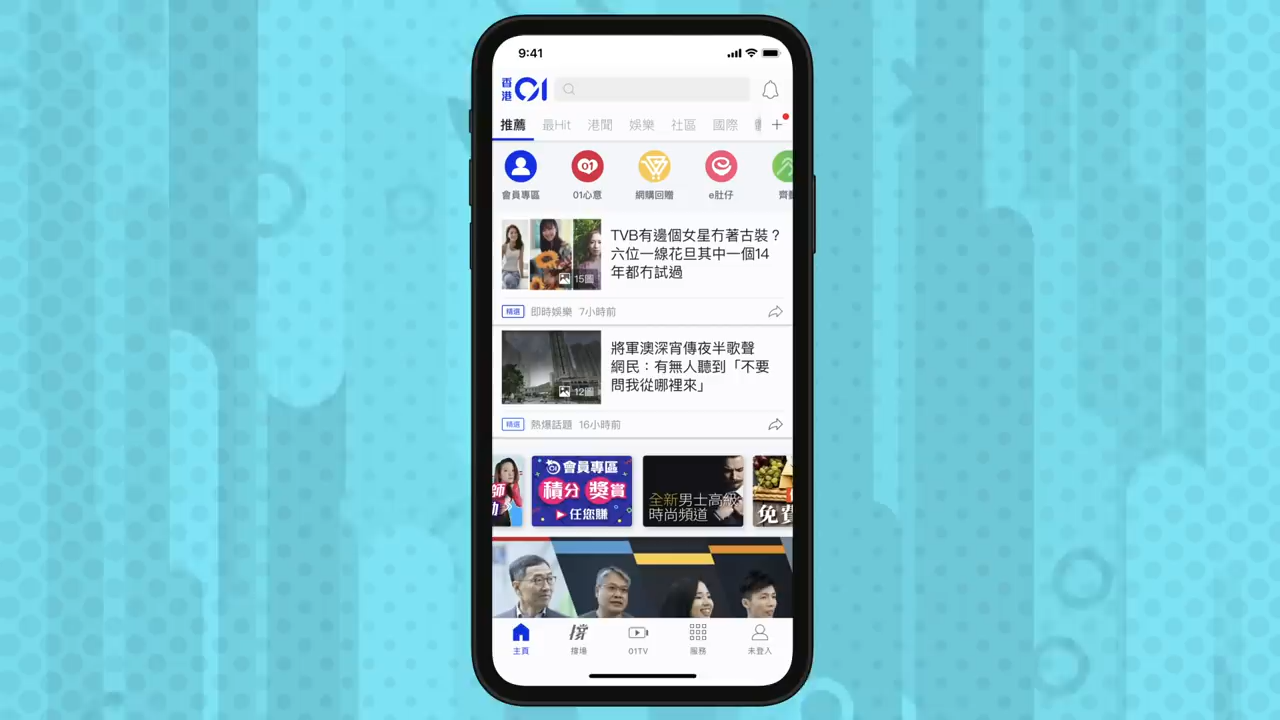 9:41
香港01
推薦 最Hit 港聞 娛樂 社區 國際
會員專區 01心意 網購回贈 e肚仔
01
TVB有邊個女星冇著古裝？
六位一線花旦其中一個14
年都冇試過
15圖
精選 即時娛樂 7小時前
將軍澳深宵傳夜半歌聲
網民：有無人聽到「不要
問我從哪裡來」
12圖
精選 熱爆話題 16小時前
師
01會員專區
積分獎賞
任您賺
全新男士高級
時尚頻道
免費
主頁 撐場 01TV 服務 未登入